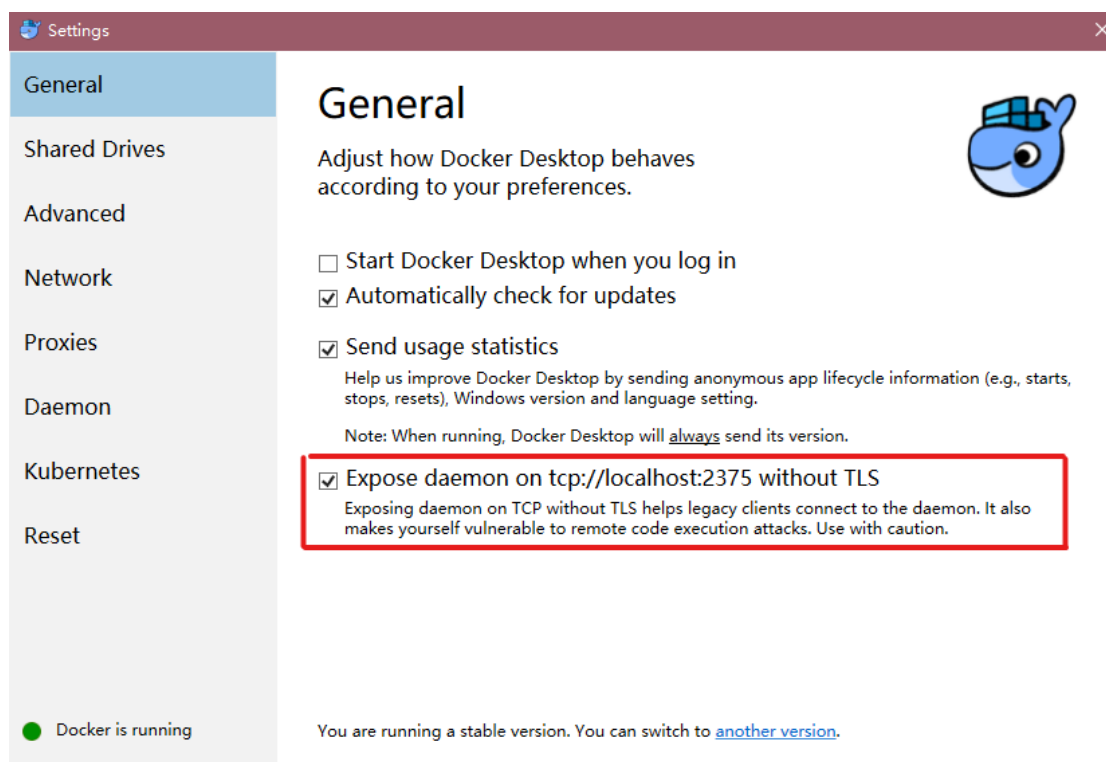 Settings
General
Shared Drives
Advanced
Network
Proxies
Daemon
Kubernetes
Reset
Docker is running
General
Adjust how Docker Desktop behaves
according to your preferences.
Start Docker Desktop when you log in
Automatically check for updates
Send usage statistics
Help us improve Docker Desktop by sending anonymous app lifecycle information (e.g., starts,
stops, resets), Windows version and language setting.
Note: When running, Docker Desktop will always send its version.
Expose daemon on tcp://localhost:2375 without TLS
Exposing daemon on TCP without TLS helps legacy clients connect to the daemon. It also
makes yourself vulnerable to remote code execution attacks. Use with caution.
You are running a stable version. You can switch to another version.